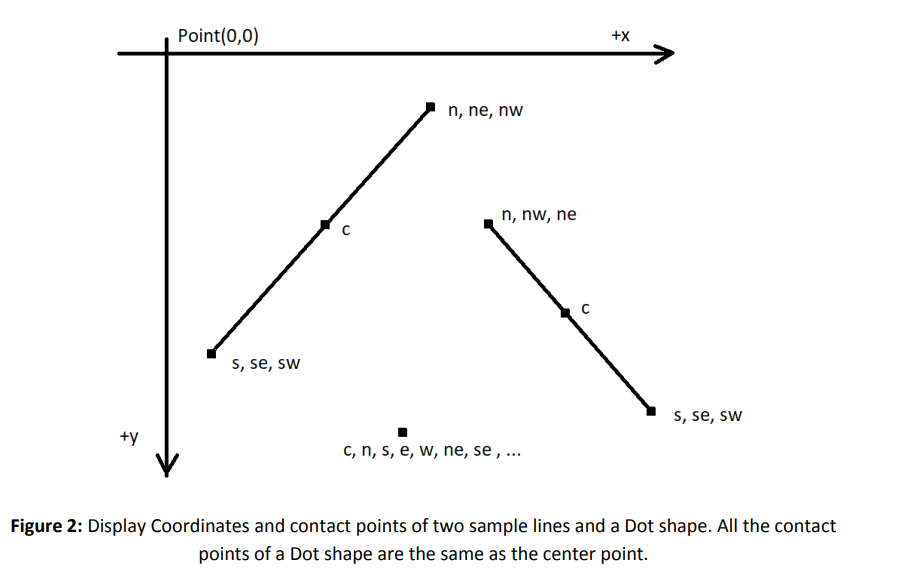 Point(0,0)
+x
n, ne, nw
n, nw, ne
c
c
s, se, sw
s, se, sw
+y
c, n, s, e, w, ne, se , ...
Figure 2: Display Coordinates and contact points of two sample lines and a Dot shape. All the contact
points of a Dot shape are the same as the center point.